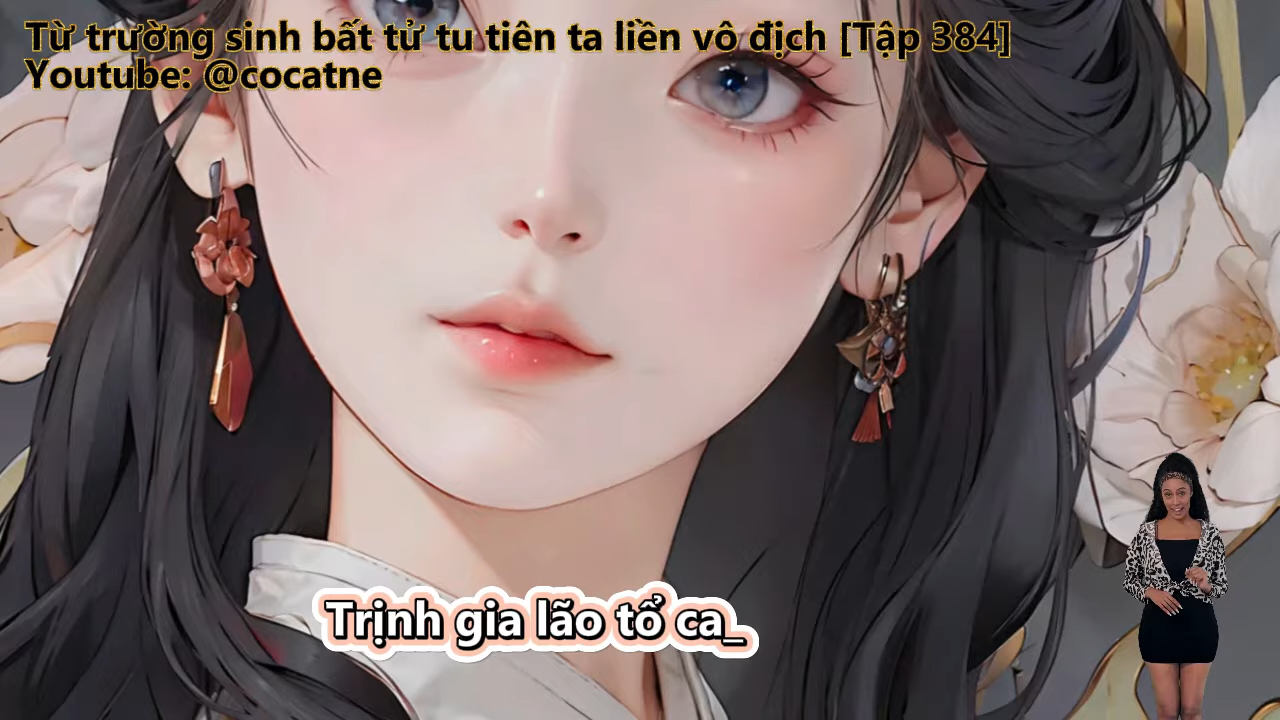 Từ trường sinh bất tử tu tiên ta liền vô địch [Tập 384]
Youtube: @cocatne
Trịnh gia lão tổ ca_